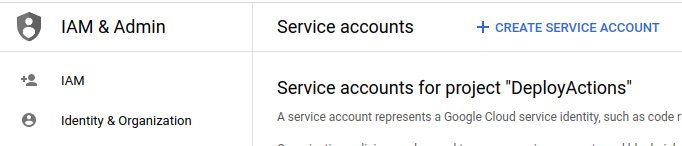 IAM & Admin
Service accounts
CREATE SERVICE ACCOUNT
IAM
Identity & Organization
Service accounts for project "DeployActions"
A service account represents a Google Cloud service identity, such as code